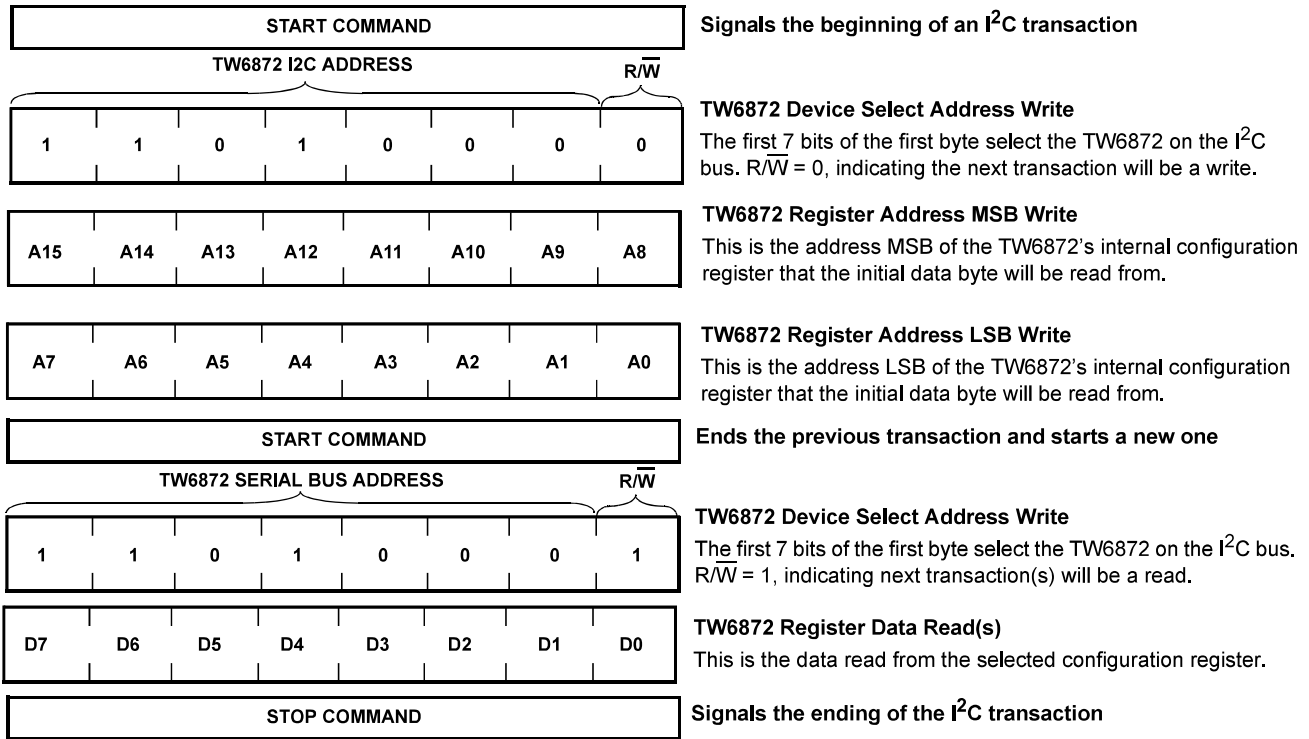 START COMMAND
Signals the beginning of an I²C transaction
TW6872 I2C ADDRESS
R/W̅
1 1 0 1 0 0 0 0
TW6872 Device Select Address Write
The first 7 bits of the first byte select the TW6872 on the I²C
bus. R/W̅ = 0, indicating the next transaction will be a write.
A15 A14 A13 A12 A11 A10 A9 A8
TW6872 Register Address MSB Write
This is the address MSB of the TW6872's internal configuration
register that the initial data byte will be read from.
A7 A6 A5 A4 A3 A2 A1 A0
TW6872 Register Address LSB Write
This is the address LSB of the TW6872's internal configuration
register that the initial data byte will be read from.
START COMMAND
Ends the previous transaction and starts a new one
TW6872 SERIAL BUS ADDRESS
R/W̅
1 1 0 1 0 0 0 1
TW6872 Device Select Address Write
The first 7 bits of the first byte select the TW6872 on the I²C bus.
R/W̅ = 1, indicating next transaction(s) will be a read.
D7 D6 D5 D4 D3 D2 D1 D0
TW6872 Register Data Read(s)
This is the data read from the selected configuration register.
STOP COMMAND
Signals the ending of the I²C transaction